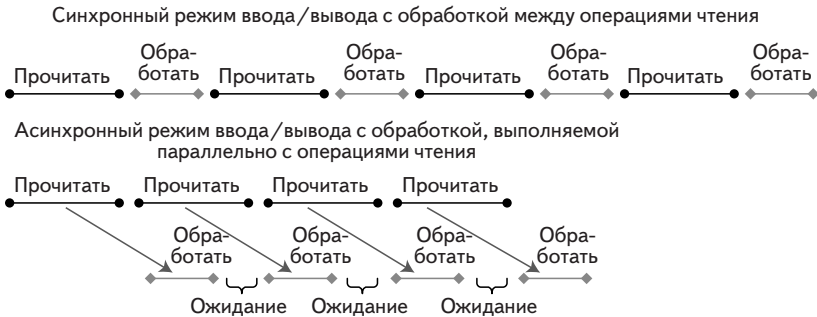 Синхронный режим ввода/вывода с обработкой между операциями чтения
Обра- Обра- Обра- Обра-
Прочитать ботать Прочитать ботать Прочитать ботать Прочитать ботать
Асинхронный режим ввода/вывода с обработкой, выполняемой
параллельно с операциями чтения
Прочитать Прочитать Прочитать Прочитать
Обра- Обра- Обра- Обра-
ботать ботать ботать ботать
Ожидание Ожидание Ожидание